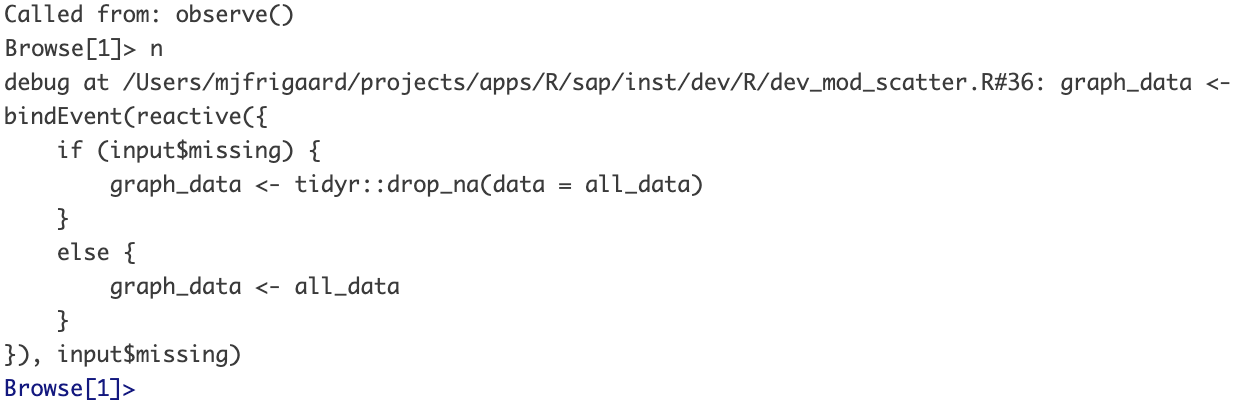 Called from: observe()
Browse[1]> n
debug at /Users/mjfrigaard/projects/apps/R/sap/inst/dev/R/dev_mod_scatter.R#36: graph_data <-
bindEvent(reactive({
    if (input$missing) {
        graph_data <- tidyr::drop_na(data = all_data)
    }
    else {
        graph_data <- all_data
    }
}), input$missing)
Browse[1]>